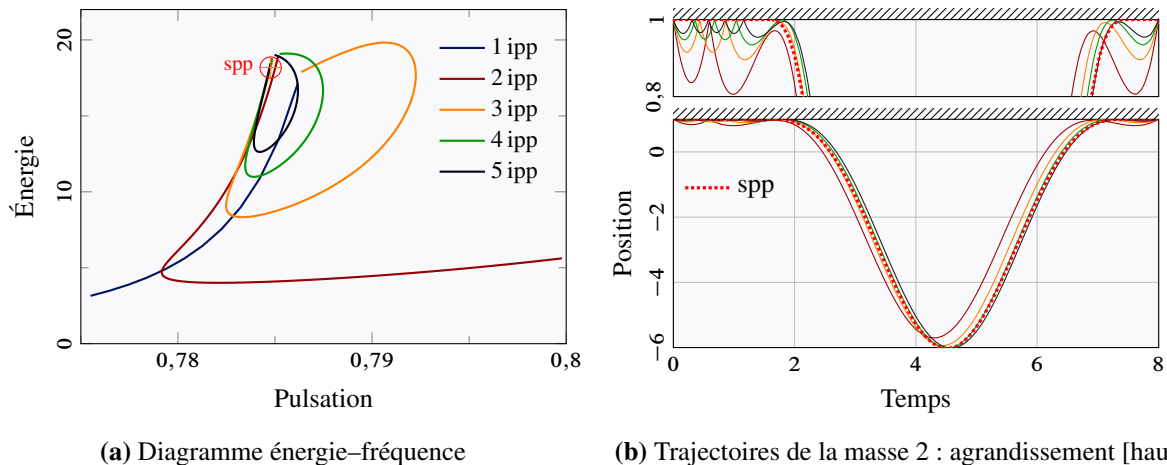 20
10
0
Énergie
spp
1 ipp
2 ipp
3 ipp
4 ipp
5 ipp
0,78
0,79
0,8
Pulsation
(a) Diagramme énergie–fréquence
1
0,8
0
−2
−4
−6
Position
spp
0
2
4
6
8
Temps
(b) Trajectoires de la masse 2 : agrandissement [hau